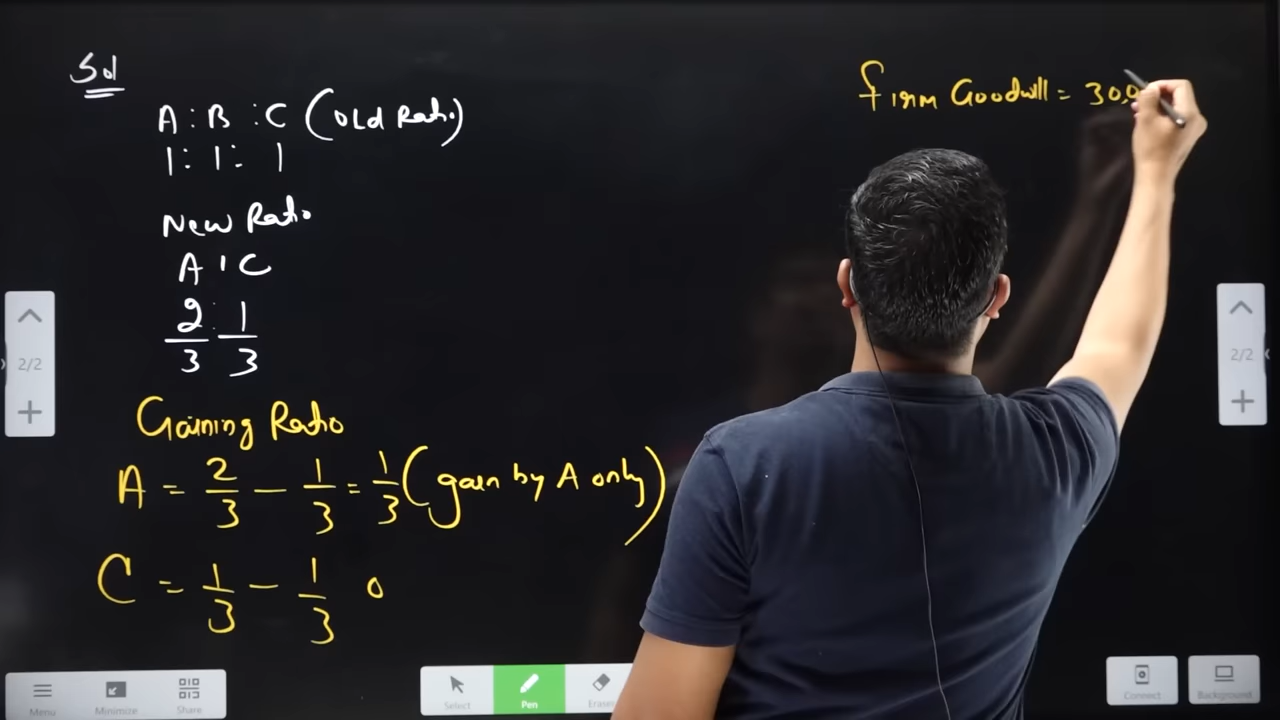 Sol
A : B : C (Old Ratio)
1 : 1 : 1
New Ratio
A : C
2 : 1
3 3
Gaining Ratio
A = 2/3 - 1/3 = 1/3 (gain by A only)
C = 1/3 - 1/3 0
Firm Goodwill = 30,0
2/2
2/2
Menu Minimize Share
Select Pen Eraser
Connect Background